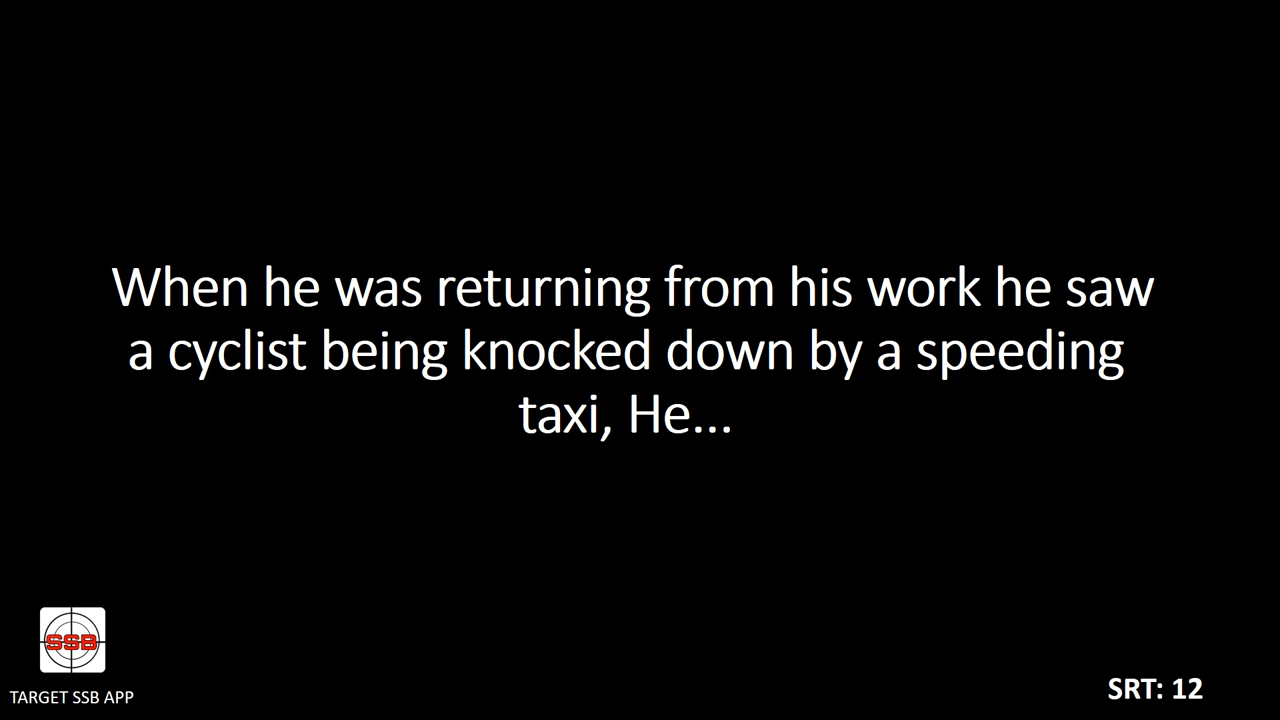 When he was returning from his work he saw
a cyclist being knocked down by a speeding
taxi, He...
SSB
TARGET SSB APP
SRT: 12